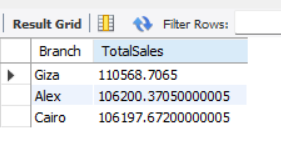 Result Grid Filter Rows:
Branch TotalSales
Giza 110568.7065
Alex 106200.37050000005
Cairo 106197.67200000005